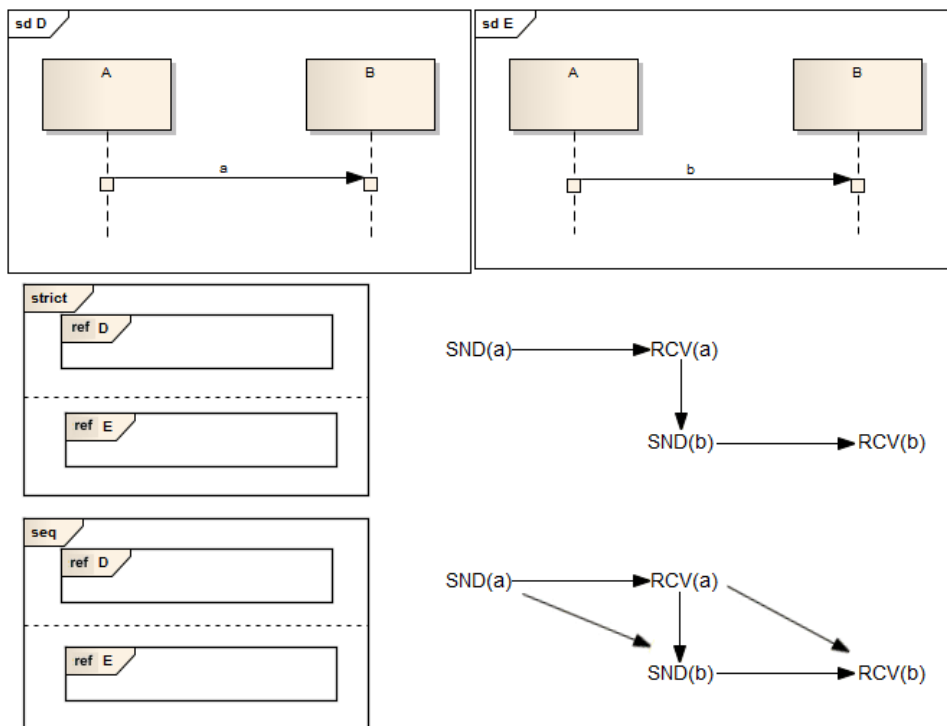 sd D
sd E
A
B
A
B
a
b
strict
ref D
SND(a)
RCV(a)
ref E
SND(b)
RCV(b)
seq
ref D
SND(a)
RCV(a)
ref E
SND(b)
RCV(b)